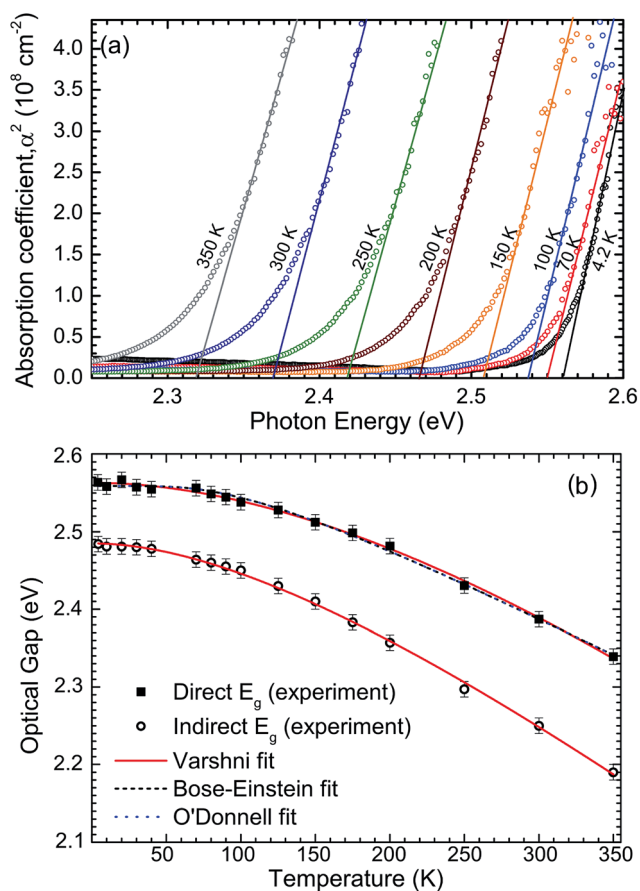 (a)
Absorption coefficient,α² (10⁸ cm⁻²)
4.0
3.5
3.0
2.5
2.0
1.5
1.0
0.5
0.0
350 K
300 K
250 K
200 K
150 K
100 K
70 K
4.2 K
2.3 2.4 2.5 2.6
Photon Energy (eV)
(b)
Optical Gap (eV)
2.6
2.5
2.4
2.3
2.2
2.1
Direct E_g (experiment)
Indirect E_g (experiment)
Varshni fit
Bose-Einstein fit
O'Donnell fit
50 100 150 200 250 300 350
Temperature (K)